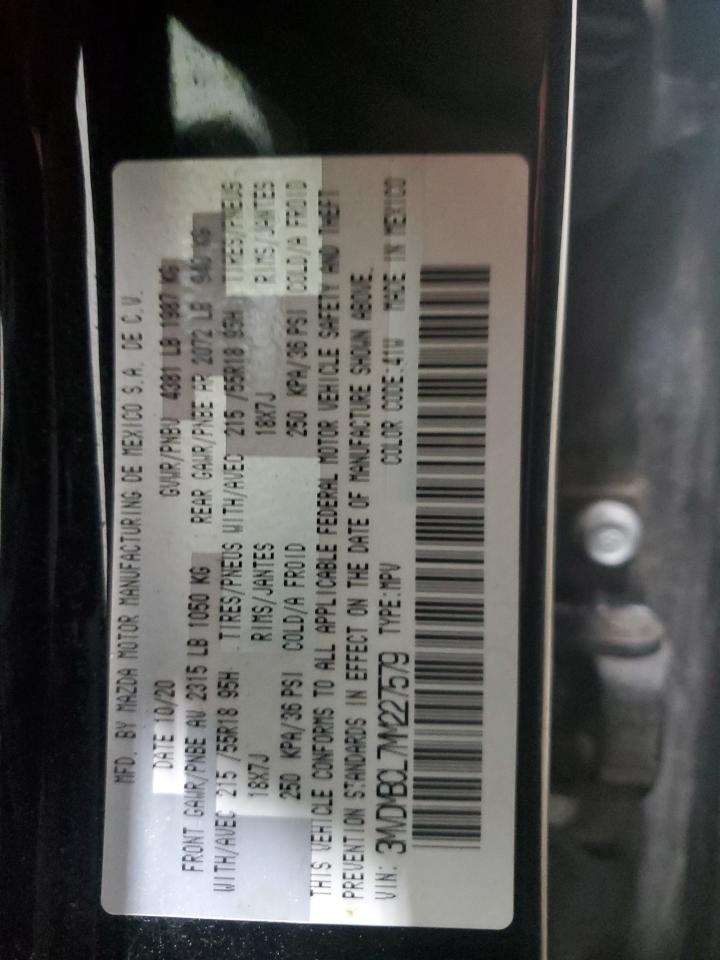 MFD. BY MAZDA MOTOR MANUFACTURING DE MEXICO S.A. DE C.V.
DATE 10/20 GVWR/PNBV 4381 LB 1987 KG
FRONT GAWR/PNBE AV 2315 LB 1050 KG REAR GAWR/PNBE AR 2072 LB 940 KG
WITH/AVEC 215 /55R18 95H TIRES/PNEUS WITH/AVEC 215 /55R18 95H TIRES/PNEUS
18X7J RIMS/JANTES 18X7J RIMS/JANTES
250 KPA/36 PSI COLD/A FROID 250 KPA/36 PSI COLD/A FROID
THIS VEHICLE CONFORMS TO ALL APPLICABLE FEDERAL MOTOR VEHICLE SAFETY AND THEFT
PREVENTION STANDARDS IN EFFECT ON THE DATE OF MANUFACTURE SHOWN ABOVE.
VIN: 3MVDMBCL7MM227579 TYPE:MPV COLOR CODE:41W MADE IN MEXICO